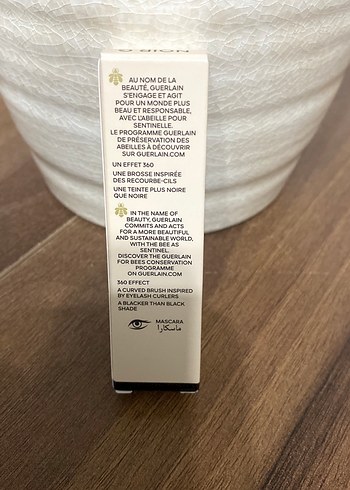 NOIR G
AU NOM DE LA
BEAUTÉ, GUERLAIN
S'ENGAGE ET AGIT
POUR UN MONDE PLUS
BEAU ET RESPONSABLE,
AVEC L'ABEILLE POUR
SENTINELLE.
LE PROGRAMME GUERLAIN
DE PRÉSERVATION DES
ABEILLES À DÉCOUVRIR
SUR GUERLAIN.COM
UN EFFET 360
UNE BROSSE INSPIRÉE
DES RECOURBE-CILS
UNE TEINTE PLUS NOIRE
QUE NOIRE
IN THE NAME OF
BEAUTY, GUERLAIN
COMMITS AND ACTS
FOR A MORE BEAUTIFUL
AND SUSTAINABLE WORLD,
WITH THE BEE AS
SENTINEL.
DISCOVER THE GUERLAIN
FOR BEES CONSERVATION
PROGRAMME
ON GUERLAIN.COM
360 EFFECT
A CURVED BRUSH INSPIRED
BY EYELASH CURLERS
A BLACKER THAN BLACK
SHADE
MASCARA
ماسكارا